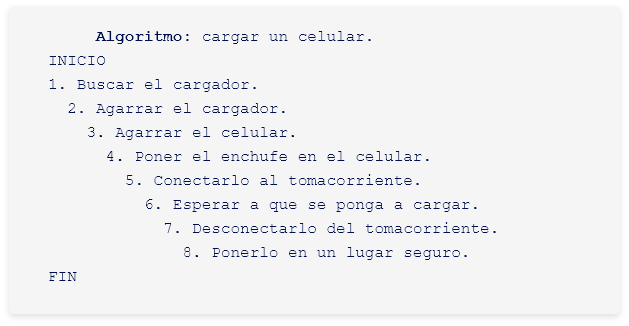 Algoritmo: cargar un celular.
INICIO
1. Buscar el cargador.
2. Agarrar el cargador.
3. Agarrar el celular.
4. Poner el enchufe en el celular.
5. Conectarlo al tomacorriente.
6. Esperar a que se ponga a cargar.
7. Desconectarlo del tomacorriente.
8. Ponerlo en un lugar seguro.
FIN